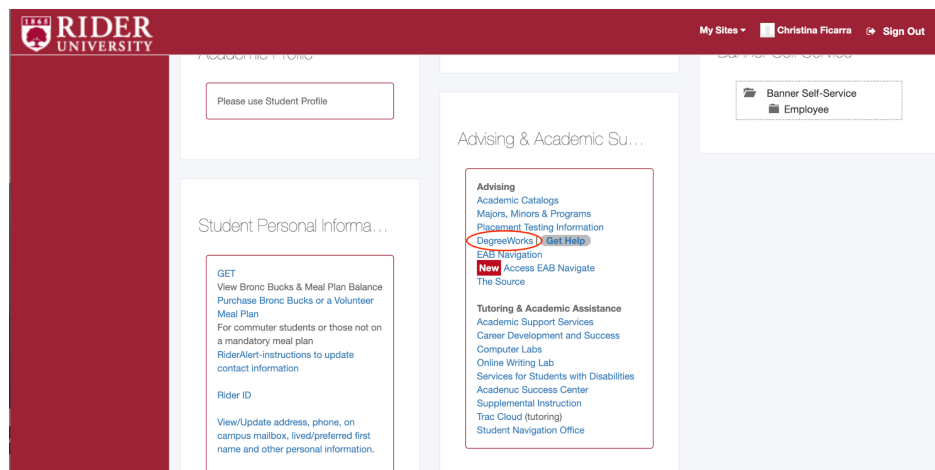 1865
RIDER
UNIVERSITY
My Sites
Christina Ficarra
Sign Out
Academic Profile
Please use Student Profile
Student Personal Informa...
GET
View Bronc Bucks & Meal Plan Balance
Purchase Bronc Bucks or a Volunteer
Meal Plan
For commuter students or those not on
a mandatory meal plan
RiderAlert-instructions to update
contact information
Rider ID
View/Update address, phone, on
campus mailbox, lived/preferred first
name and other personal information.
Advising & Academic Su...
Advising
Academic Catalogs
Majors, Minors & Programs
Placement Testing Information
DegreeWorks | Get Help
EAB Navigation
New Access EAB Navigate
The Source
Tutoring & Academic Assistance
Academic Support Services
Career Development and Success
Computer Labs
Online Writing Lab
Services for Students with Disabilities
Acadenuc Success Center
Supplemental Instruction
Trac Cloud (tutoring)
Student Navigation Office
Banner Self-Service
Banner Self-Service
Employee